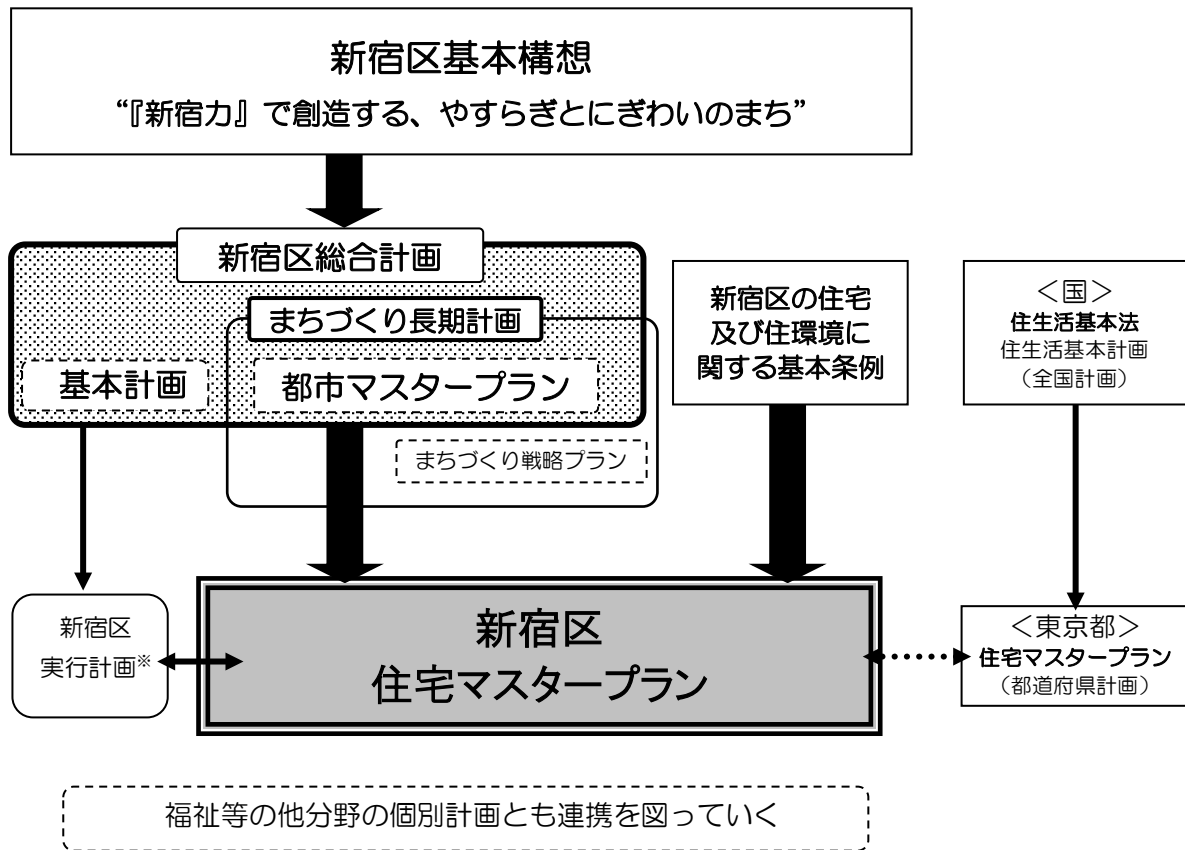 新宿区基本構想
“『新宿力』で創造する、やすらぎとにぎわいのまち”
新宿区総合計画
まちづくり長期計画
基本計画
都市マスタープラン
まちづくり戦略プラン
新宿区の住宅
及び住環境に
関する基本条例
＜国＞
住生活基本法
住生活基本計画
（全国計画）
新宿区
実行計画※
新宿区
住宅マスタープラン
＜東京都＞
住宅マスタープラン
（都道府県計画）
福祉等の他分野の個別計画とも連携を図っていく